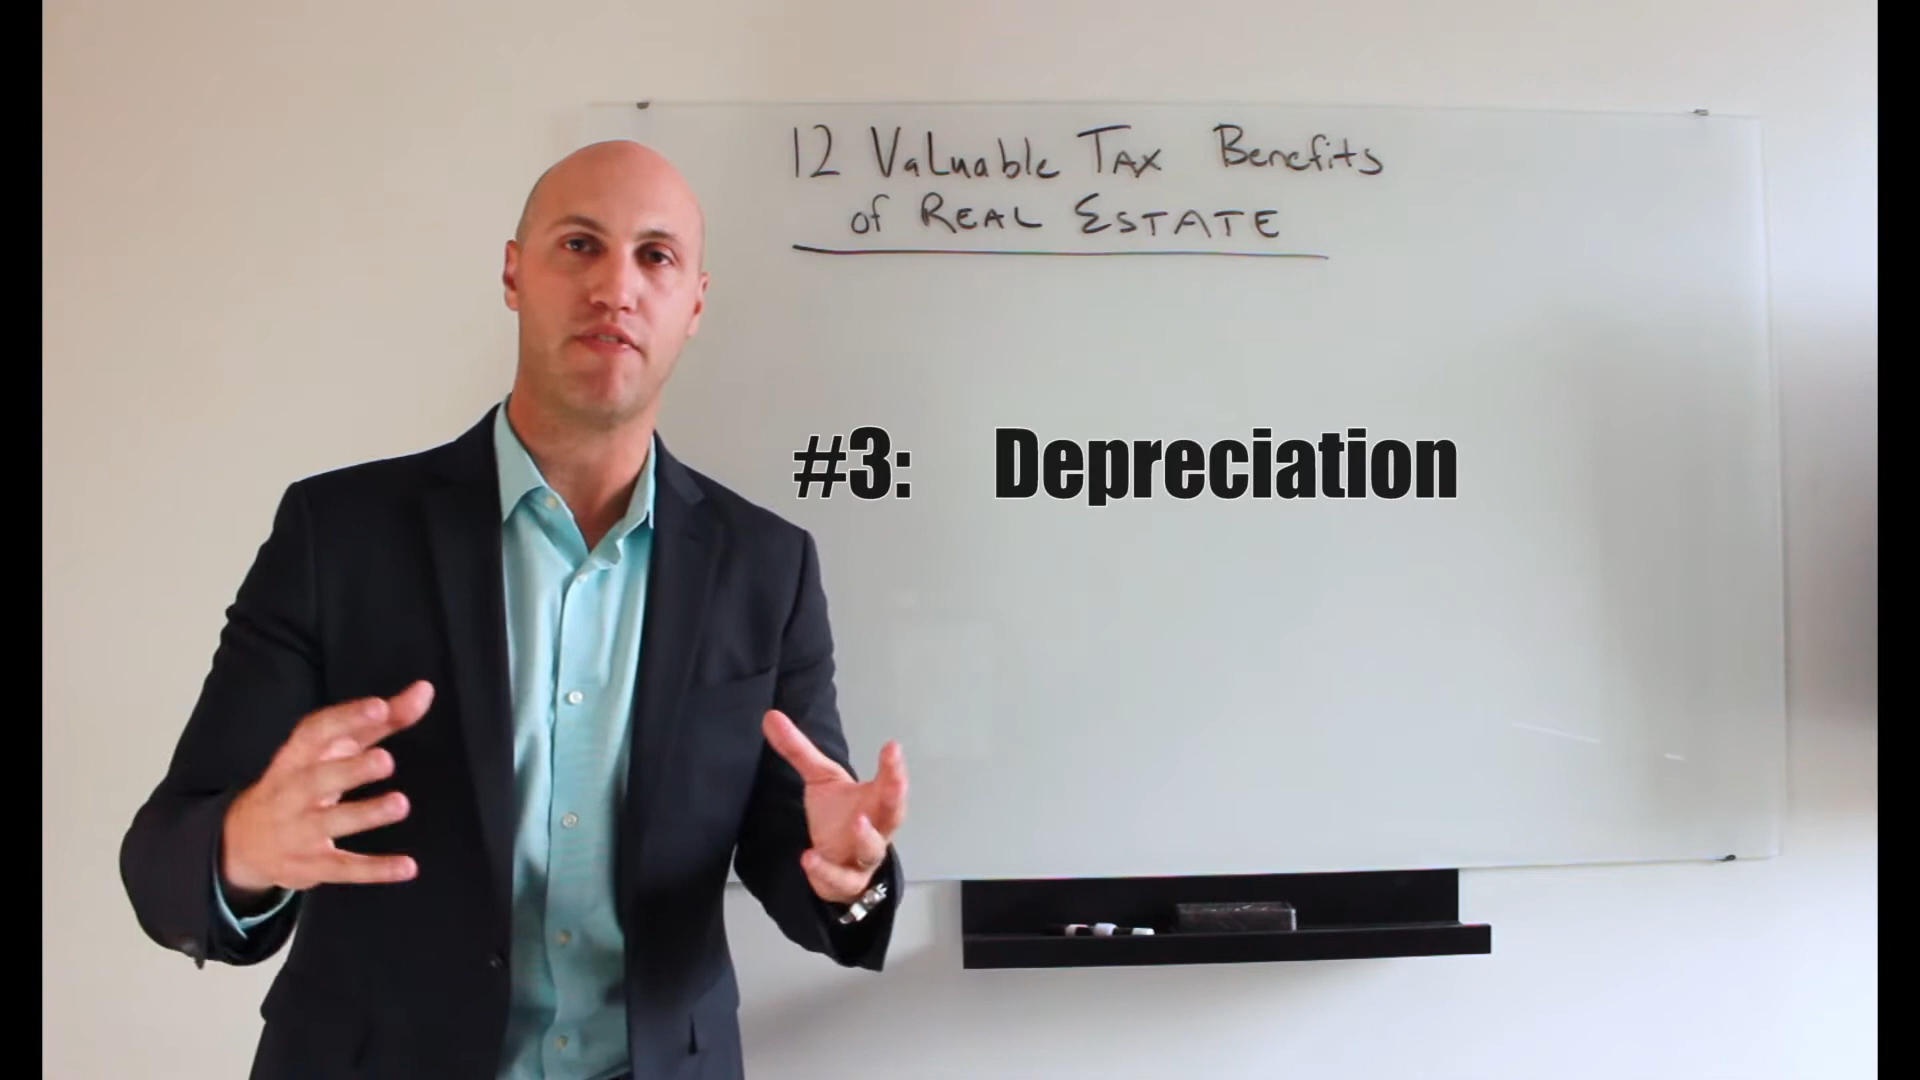 12 Valuable Tax Benefits
of REAL ESTATE
#3: Depreciation